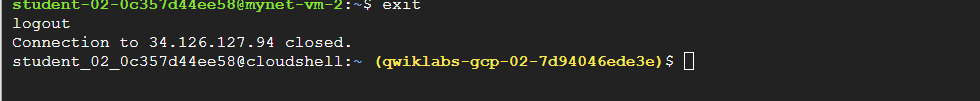 student-02-0c357d44ee58@mynet-vm-2:~$ exit
logout
Connection to 34.126.127.94 closed.
student_02_0c357d44ee58@cloudshell:~ (qwiklabs-gcp-02-7d94046ede3e)$